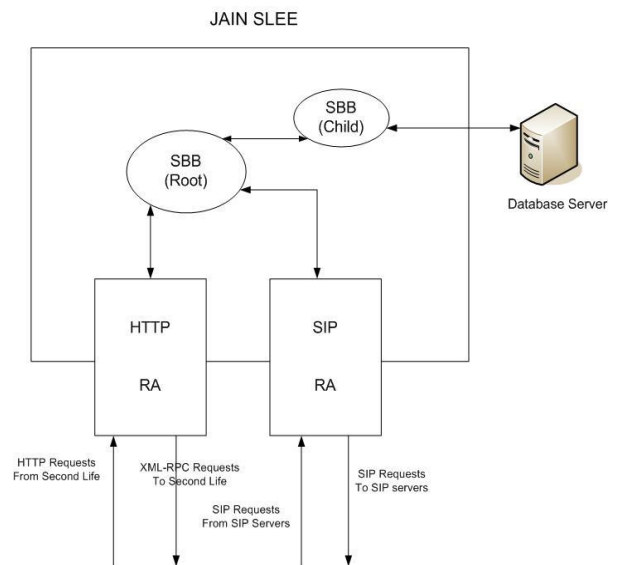 JAIN SLEE
SBB
(Child)
SBB
(Root)
Database Server
HTTP
RA
SIP
RA
HTTP Requests
From Second Life
XML-RPC Requests
To Second Life
SIP Requests
From SIP Servers
SIP Requests
To SIP servers